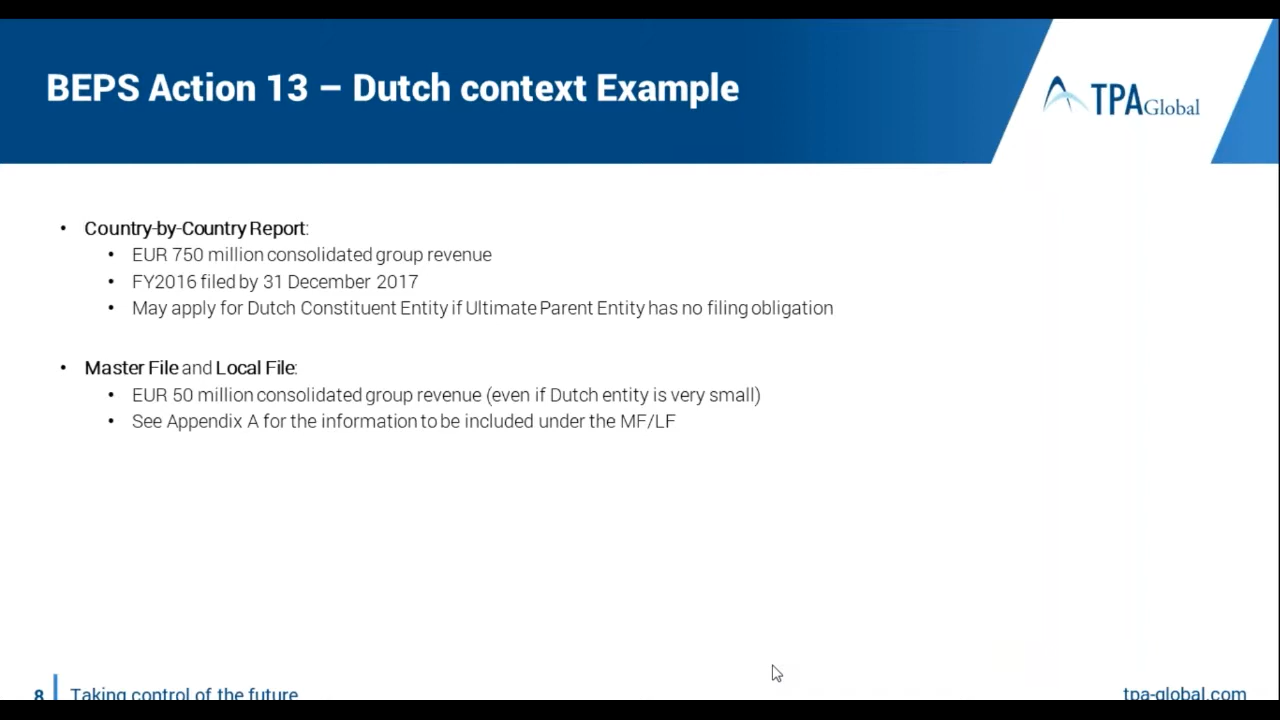 BEPS Action 13 – Dutch context Example
TPA Global
• Country-by-Country Report:
• EUR 750 million consolidated group revenue
• FY2016 filed by 31 December 2017
• May apply for Dutch Constituent Entity if Ultimate Parent Entity has no filing obligation
• Master File and Local File:
• EUR 50 million consolidated group revenue (even if Dutch entity is very small)
• See Appendix A for the information to be included under the MF/LF
8 Taking control of the future
tpa-global.com